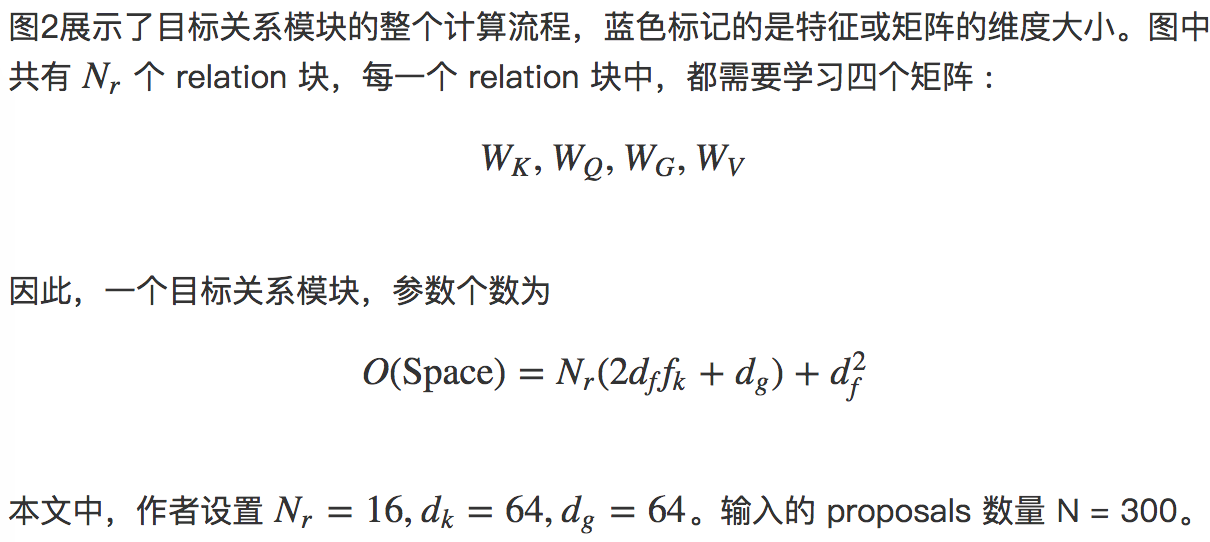 图2展示了目标关系模块的整个计算流程，蓝色标记的是特征或矩阵的维度大小。图中
共有 N_r 个 relation 块，每一个 relation 块中，都需要学习四个矩阵：
W_K, W_Q, W_G, W_V
因此，一个目标关系模块，参数个数为
O(Space) = N_r(2d_f f_k + d_g) + d_f^2
本文中，作者设置 N_r = 16, d_k = 64, d_g = 64。输入的 proposals 数量 N = 300。